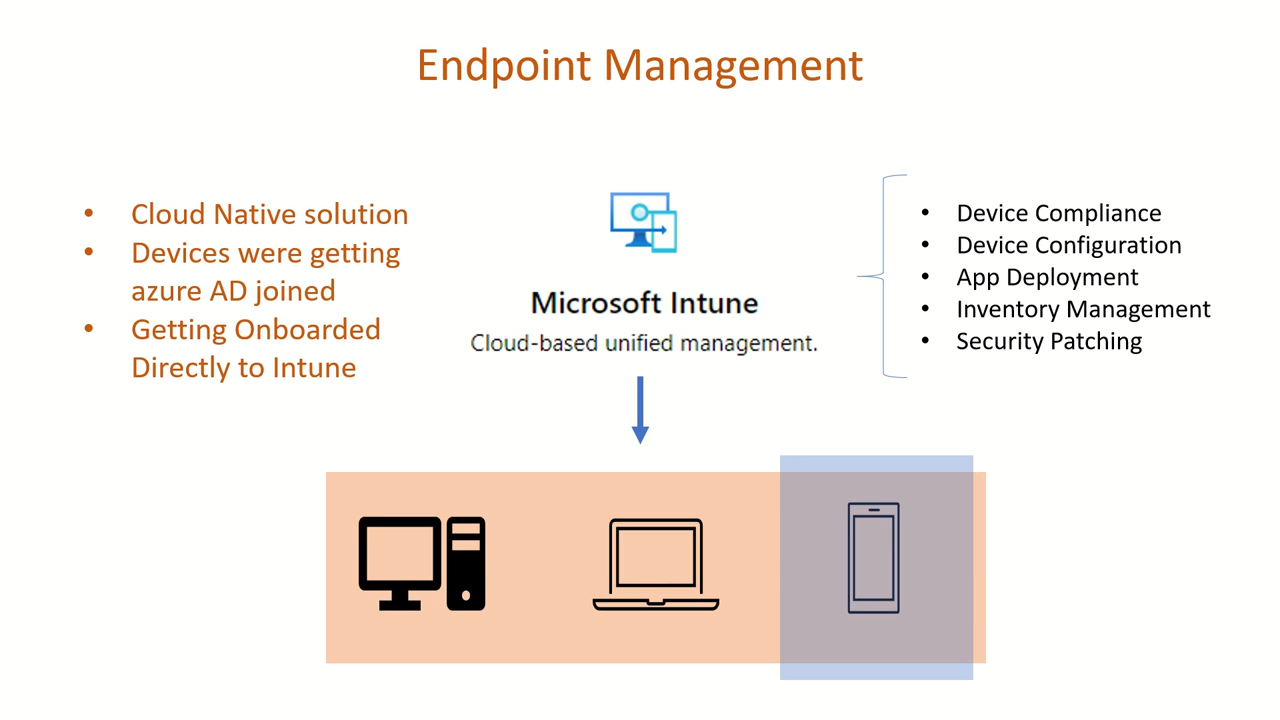 Endpoint Management
• Cloud Native solution
• Devices were getting
azure AD joined
• Getting Onboarded
Directly to Intune
Microsoft Intune
Cloud-based unified management.
• Device Compliance
• Device Configuration
• App Deployment
• Inventory Management
• Security Patching